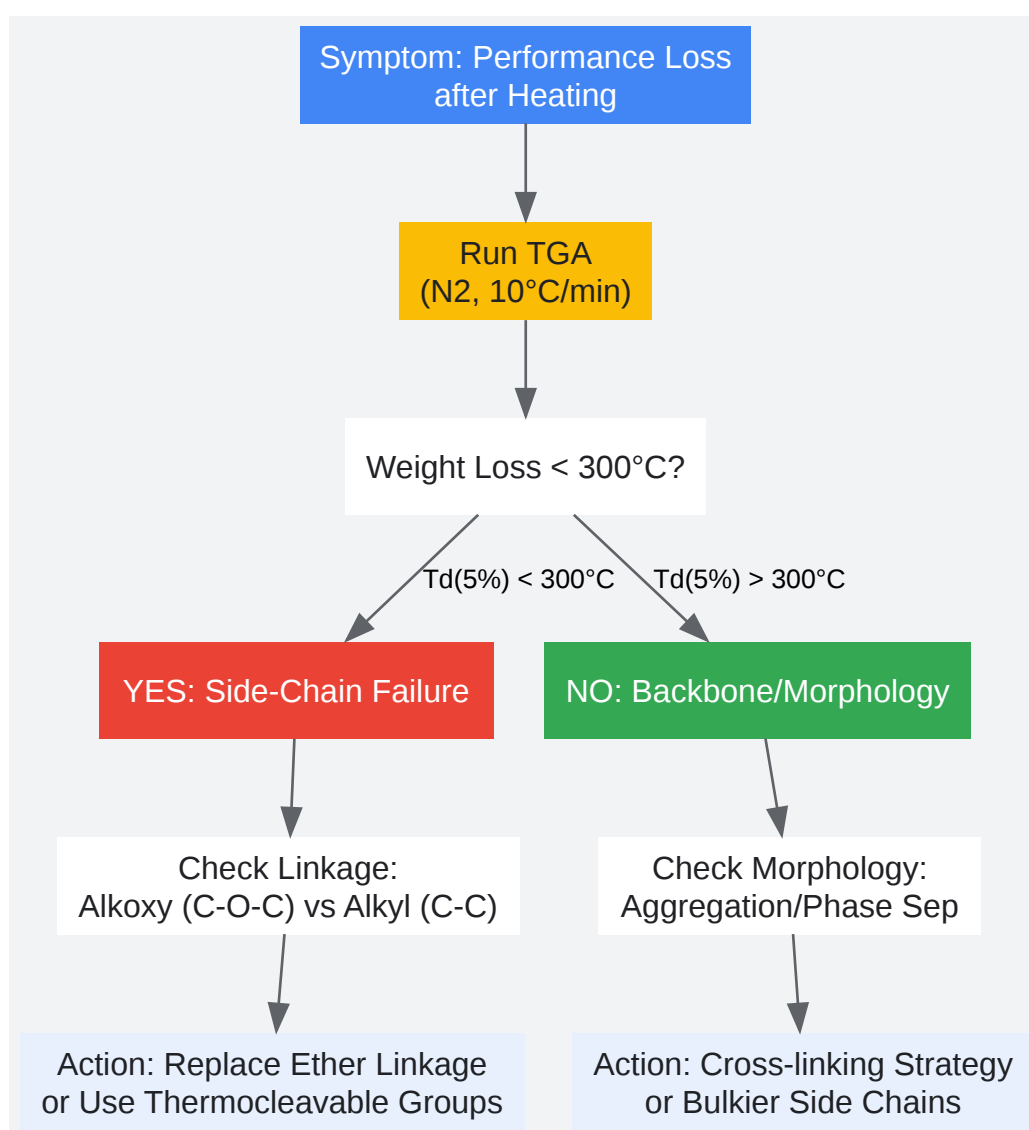 Symptom: Performance Loss
after Heating
Run TGA
(N2, 10°C/min)
Weight Loss < 300°C?
Td(5%) < 300°C
Td(5%) > 300°C
YES: Side-Chain Failure
NO: Backbone/Morphology
Check Linkage:
Alkoxy (C-O-C) vs Alkyl (C-C)
Check Morphology:
Aggregation/Phase Sep
Action: Replace Ether Linkage
or Use Thermocleavable Groups
Action: Cross-linking Strategy
or Bulkier Side Chains